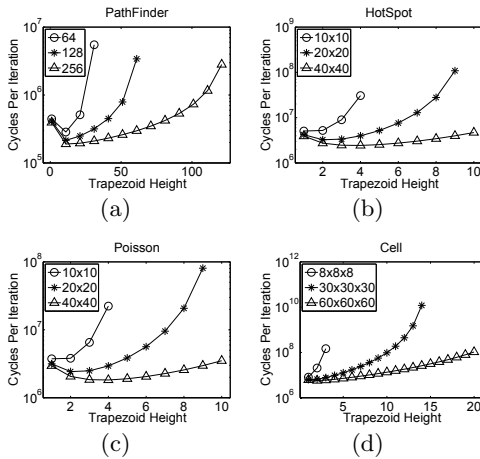 PathFinder
64
128
256
10^7
10^6
10^5
0
50
100
Cycles Per Iteration
Trapezoid Height
(a)
HotSpot
10x10
20x20
40x40
10^9
10^8
10^7
10^6
2
4
6
8
10
Cycles Per Iteration
Trapezoid Height
(b)
Poisson
10x10
20x20
40x40
10^8
10^7
10^6
2
4
6
8
10
Cycles Per Iteration
Trapezoid Height
(c)
Cell
8x8x8
30x30x30
60x60x60
10^12
10^10
10^8
10^6
5
10
15
20
Cycles Per Iteration
Trapezoid Height
(d)